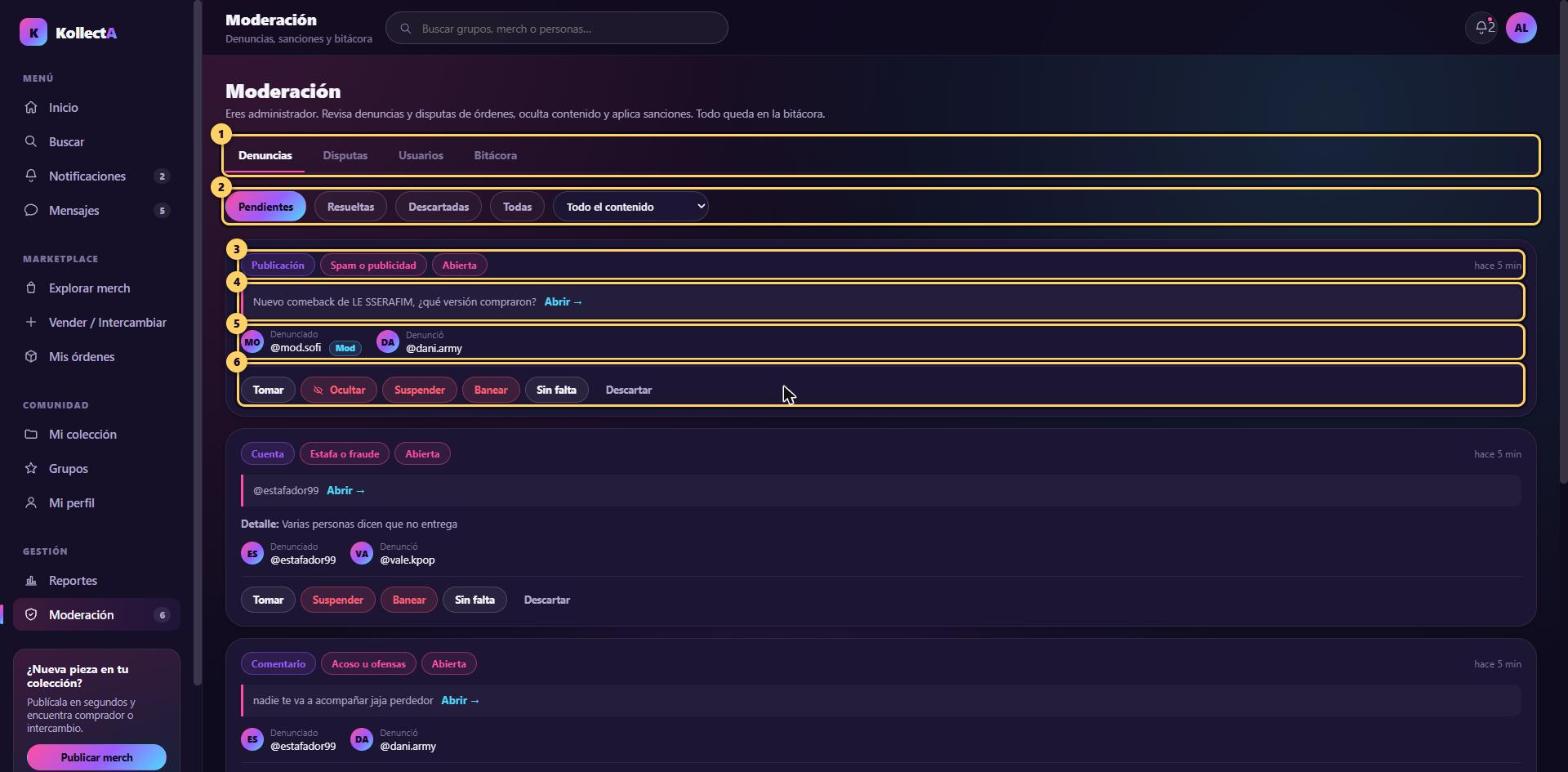 K KollectA
MENÚ
Inicio
Buscar
Notificaciones 2
Mensajes 5
MARKETPLACE
Explorar merch
Vender / Intercambiar
Mis órdenes
COMUNIDAD
Mi colección
Grupos
Mi perfil
GESTIÓN
Reportes
Moderación 6
¿Nueva pieza en tu
colección?
Publícala en segundos y
encuentra comprador o
intercambio.
Publicar merch
Moderación
Denuncias, sanciones y bitácora
Buscar grupos, merch o personas...
2 AL
Moderación
Eres administrador. Revisa denuncias y disputas de órdenes, oculta contenido y aplica sanciones. Todo queda en la bitácora.
1
Denuncias Disputas Usuarios Bitácora
2
Pendientes Resueltas Descartadas Todas Todo el contenido
3
Publicación Spam o publicidad Abierta hace 5 min
4
Nuevo comeback de LE SSERAFIM, ¿qué versión compraron? Abrir →
5
MO Denunciado @mod.sofi Mod DA Denunció @dani.army
6
Tomar Ocultar Suspender Banear Sin falta Descartar
Cuenta Estafa o fraude Abierta hace 5 min
@estafador99 Abrir →
Detalle: Varias personas dicen que no entrega
ES Denunciado @estafador99 VA Denunció @vale.kpop
Tomar Suspender Banear Sin falta Descartar
Comentario Acoso u ofensas Abierta hace 5 min
nadie te va a acompañar jaja perdedor Abrir →
ES Denunciado @estafador99 DA Denunció @dani.army